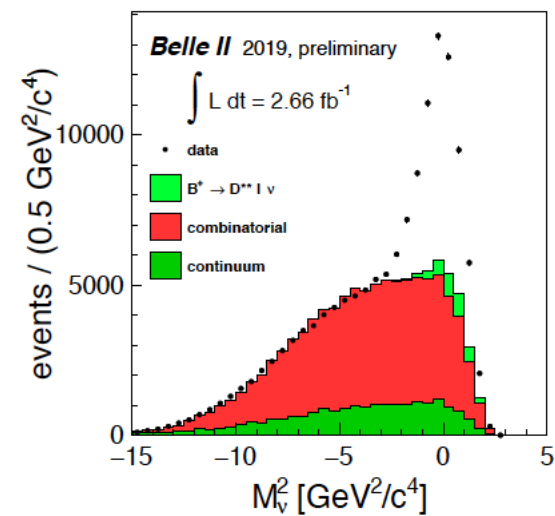 Belle II 2019, preliminary
∫ L dt = 2.66 fb⁻¹
data
B⁺ → D** l ν
combinatorial
continuum
events / (0.5 GeV²/c⁴)
10000
5000
0
−15 −10 −5 0 5
M²ᵥ [GeV²/c⁴]